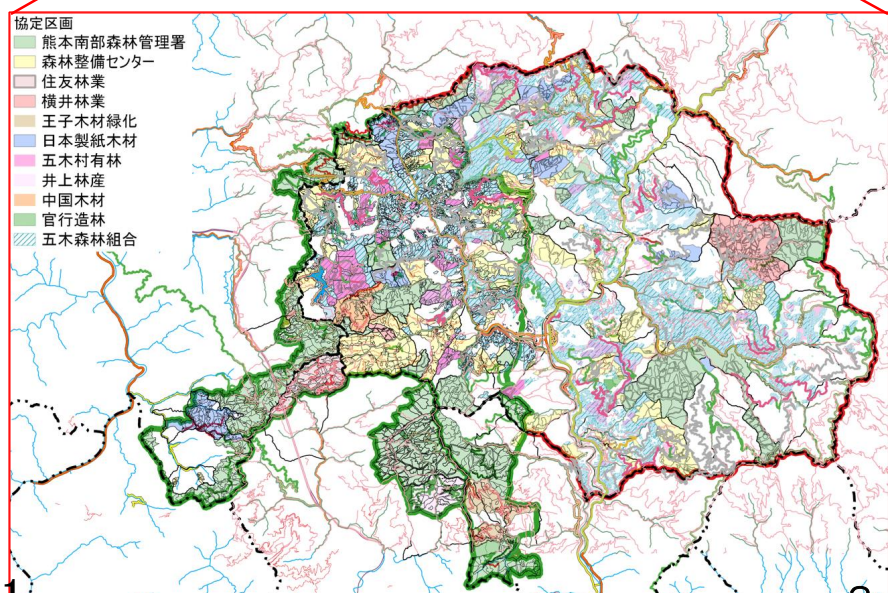 協定区画
熊本南部森林管理署
森林整備センター
住友林業
横井林業
王子木材緑化
日本製紙木材
五木村有林
井上林産
中国木材
官行造林
五木森林組合